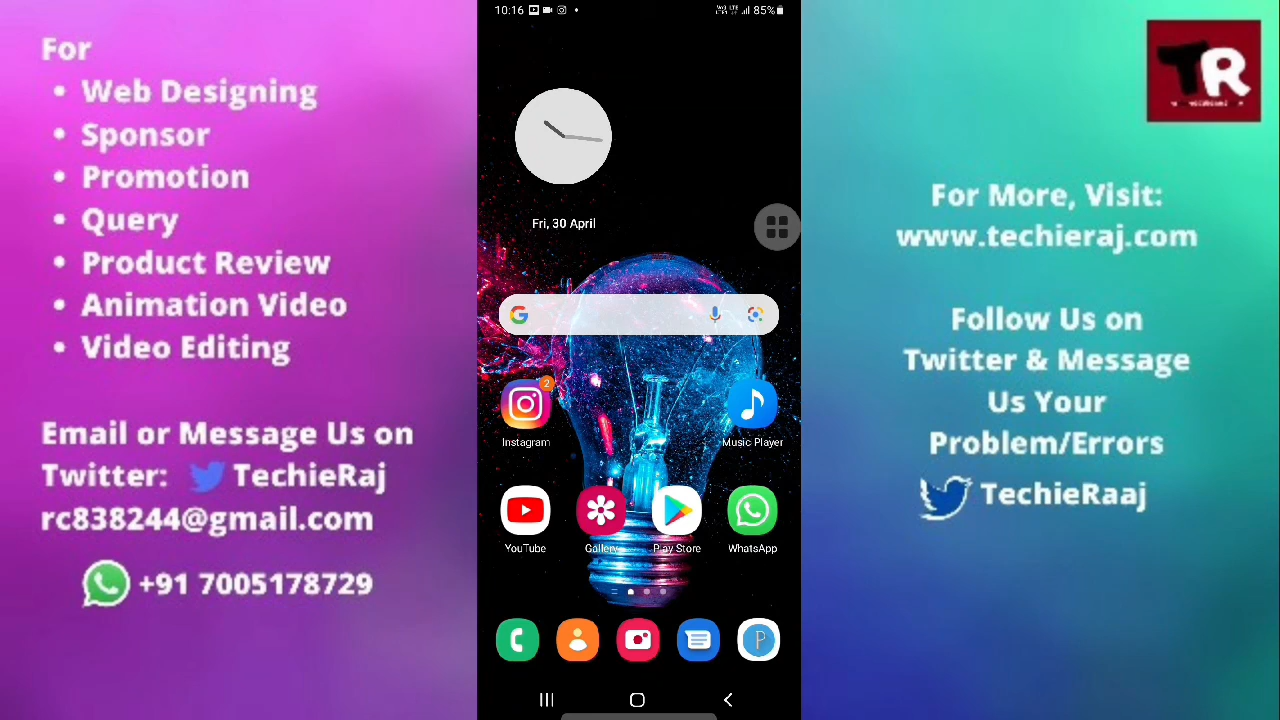 For
• Web Designing
• Sponsor
• Promotion
• Query
• Product Review
• Animation Video
• Video Editing
Email or Message Us on
Twitter: TechieRaj
rc838244@gmail.com
+91 7005178729
10:16
85%
Fri, 30 April
2
Instagram
Music Player
YouTube
Gallery
Play Store
WhatsApp
TR
For More, Visit:
www.techieraj.com
Follow Us on
Twitter & Message
Us Your
Problem/Errors
TechieRaaj